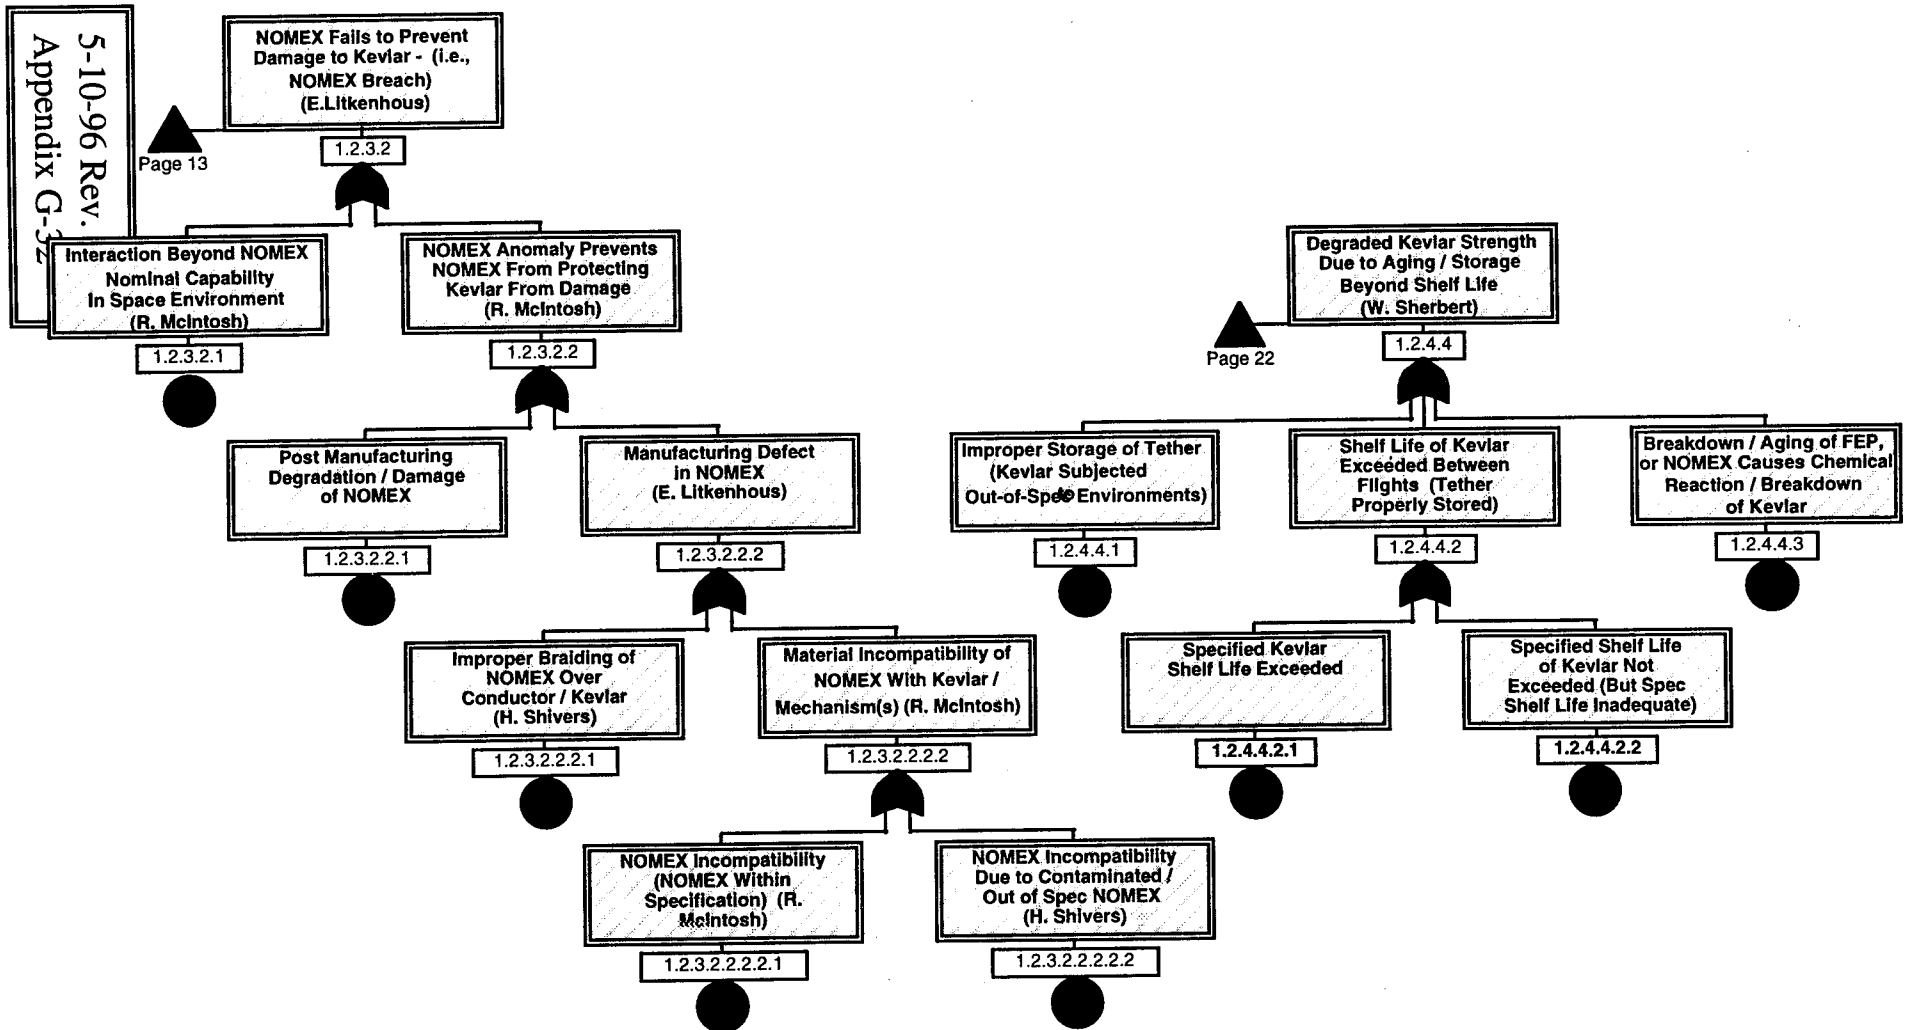 5-10-96 Rev.
Appendix G-32
NOMEX Fails to Prevent
Damage to Kevlar - (i.e.,
NOMEX Breach)
(E.Litkenhous)
Page 13
1.2.3.2
Interaction Beyond NOMEX
Nominal Capability
In Space Environment
(R. McIntosh)
1.2.3.2.1
NOMEX Anomaly Prevents
NOMEX From Protecting
Kevlar From Damage
(R. McIntosh)
1.2.3.2.2
Post Manufacturing
Degradation / Damage
of NOMEX
1.2.3.2.2.1
Manufacturing Defect
in NOMEX
(E. Litkenhous)
1.2.3.2.2.2
Improper Braiding of
NOMEX Over
Conductor / Kevlar
(H. Shivers)
1.2.3.2.2.2.1
Material Incompatibility of
NOMEX With Kevlar /
Mechanism(s) (R. McIntosh)
1.2.3.2.2.2.2
NOMEX Incompatibility
(NOMEX Within
Specification) (R.
McIntosh)
1.2.3.2.2.2.2.1
NOMEX Incompatibility
Due to Contaminated /
Out of Spec NOMEX
(H. Shivers)
1.2.3.2.2.2.2.2
Degraded Kevlar Strength
Due to Aging / Storage
Beyond Shelf Life
(W. Sherbert)
Page 22
1.2.4.4
Improper Storage of Tether
(Kevlar Subjected
Out-of-Spec Environments)
1.2.4.4.1
Shelf Life of Kevlar
Exceeded Between
Flights (Tether
Properly Stored)
1.2.4.4.2
Breakdown / Aging of FEP,
or NOMEX Causes Chemical
Reaction / Breakdown
of Kevlar
1.2.4.4.3
Specified Kevlar
Shelf Life Exceeded
1.2.4.4.2.1
Specified Shelf Life
of Kevlar Not
Exceeded (But Spec
Shelf Life Inadequate)
1.2.4.4.2.2